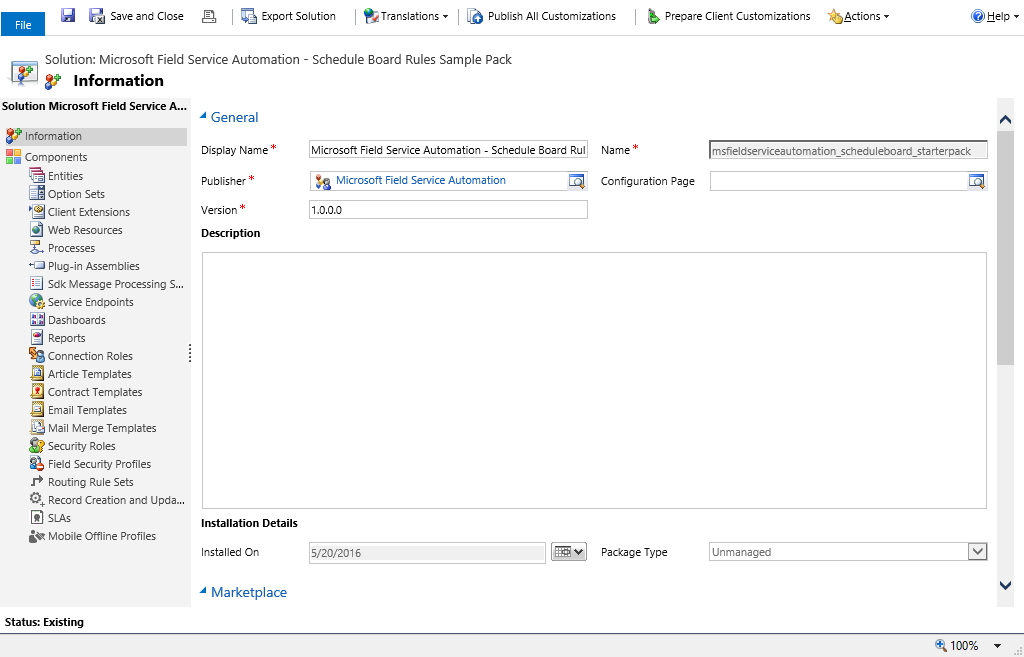 File
Save and Close
Export Solution
Translations
Publish All Customizations
Prepare Client Customizations
Actions
Help
Solution: Microsoft Field Service Automation - Schedule Board Rules Sample Pack
Information
Solution Microsoft Field Service A...
Information
Components
Entities
Option Sets
Client Extensions
Web Resources
Processes
Plug-in Assemblies
Sdk Message Processing S...
Service Endpoints
Dashboards
Reports
Connection Roles
Article Templates
Contract Templates
Email Templates
Mail Merge Templates
Security Roles
Field Security Profiles
Routing Rule Sets
Record Creation and Upda...
SLAs
Mobile Offline Profiles
General
Display Name * Microsoft Field Service Automation - Schedule Board Rul Name * msfieldserviceautomation_scheduleboard_starterpack
Publisher * Microsoft Field Service Automation Configuration Page
Version * 1.0.0.0
Description
Installation Details
Installed On 5/20/2016 Package Type Unmanaged
Marketplace
Status: Existing
100%